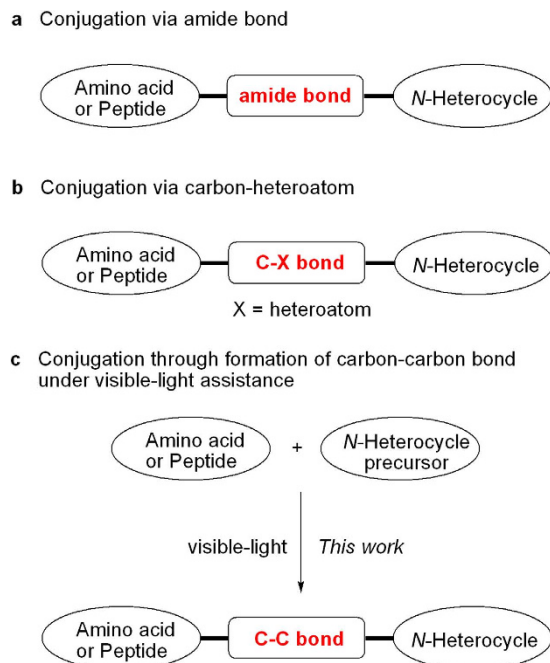 a Conjugation via amide bond
Amino acid
or Peptide
amide bond
N-Heterocycle
b Conjugation via carbon-heteroatom
Amino acid
or Peptide
C-X bond
N-Heterocycle
X = heteroatom
c Conjugation through formation of carbon-carbon bond
under visible-light assistance
Amino acid
or Peptide
+
N-Heterocycle
precursor
visible-light
This work
Amino acid
or Peptide
C-C bond
N-Heterocycle